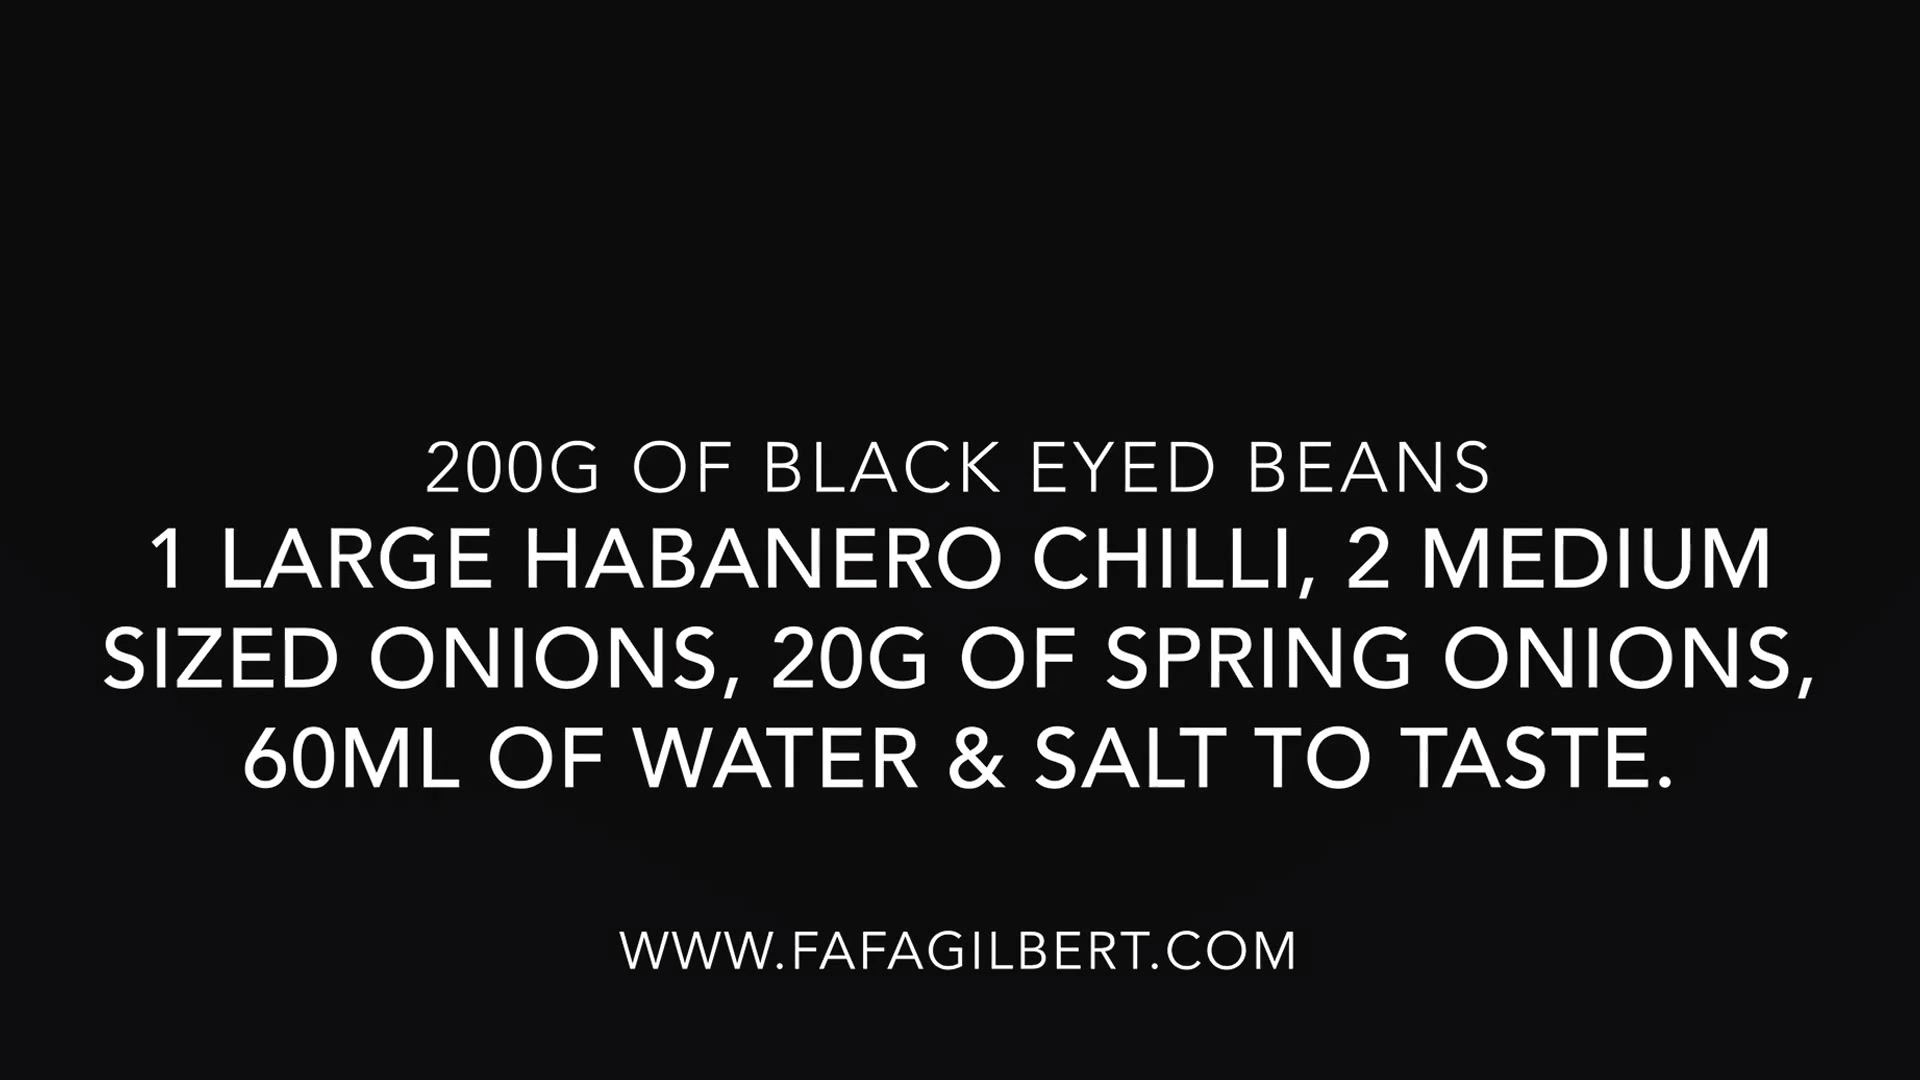 200G OF BLACK EYED BEANS
1 LARGE HABANERO CHILLI, 2 MEDIUM
SIZED ONIONS, 20G OF SPRING ONIONS,
60ML OF WATER & SALT TO TASTE.
WWW.FAFAGILBERT.COM